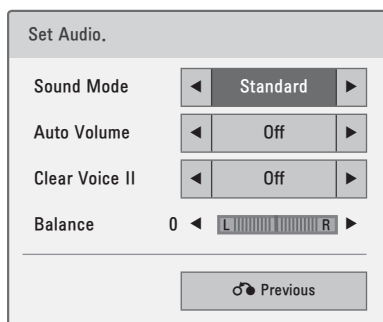 Set Audio.
Sound Mode ◀ Standard ▶
Auto Volume ◀ Off ▶
Clear Voice II ◀ Off ▶
Balance 0 ◀ L R ▶
Previous